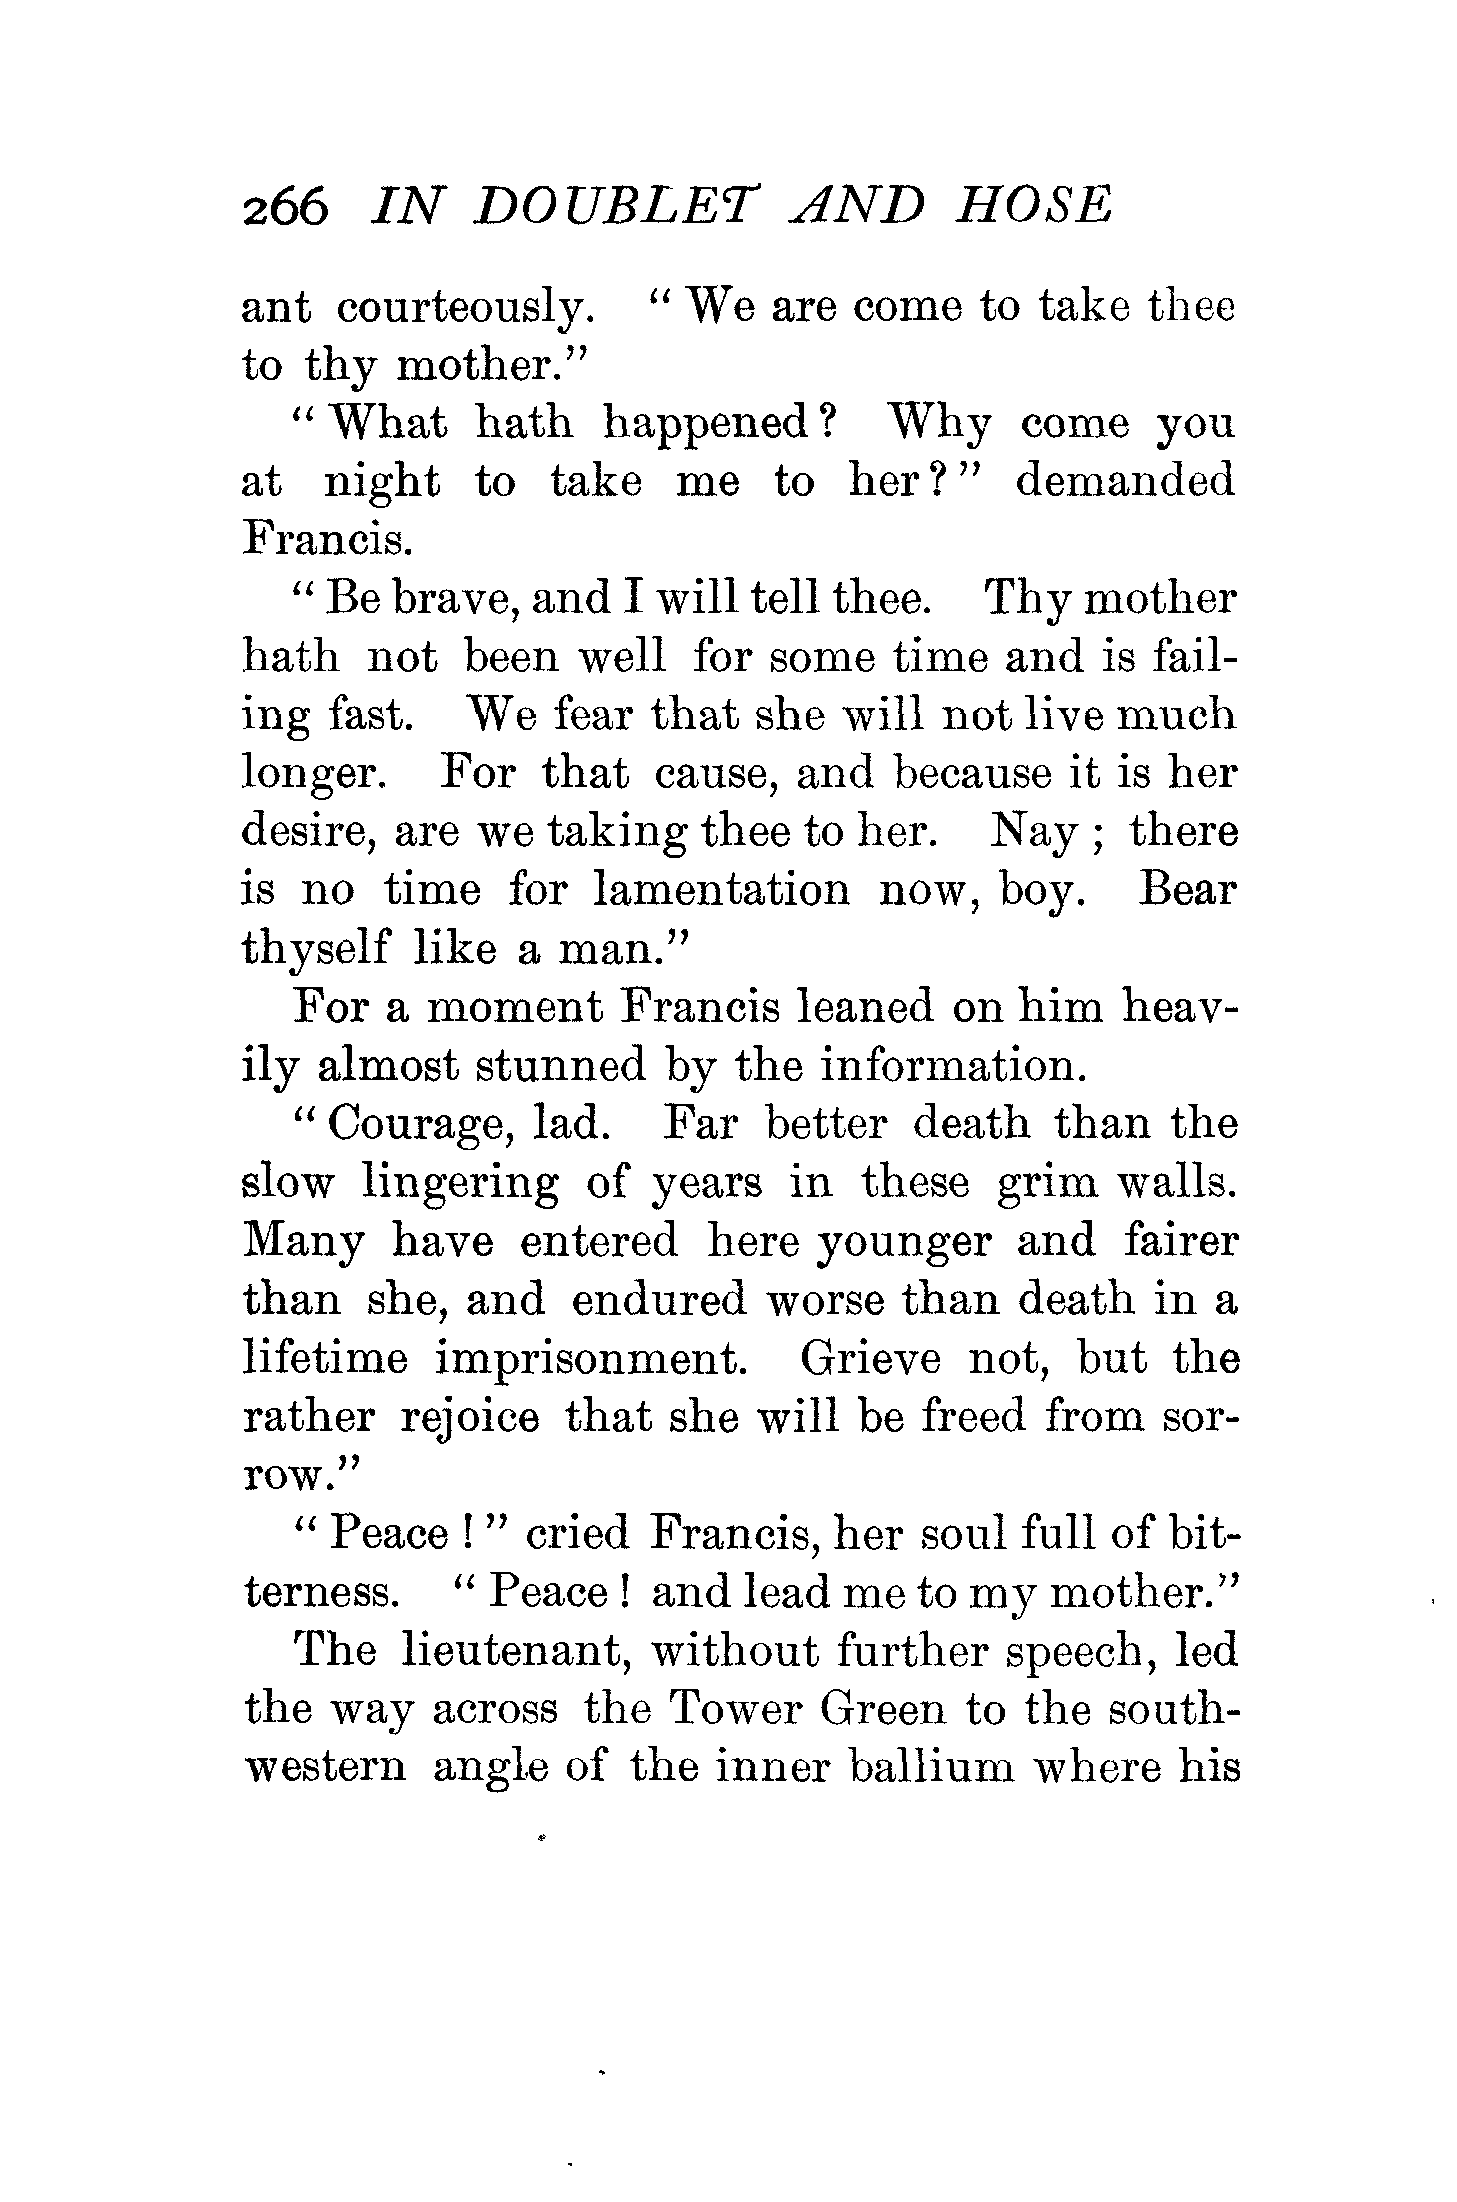 266 IN DOUBLET AND HOSE
ant courteously. “ We are come to take thee
to thy mother.”
“ What hath happened ? Why come you
at night to take me to her ? ” demanded
Francis.
“ Be brave, and I will tell thee. Thy mother
hath not been well for some time and is fail-
ing fast. We fear that she will not live much
longer. For that cause, and because it is her
desire, are we taking thee to her. Nay ; there
is no time for lamentation now, boy. Bear
thyself like a man.”
For a moment Francis leaned on him heav-
ily almost stunned by the information.
“ Courage, lad. Far better death than the
slow lingering of years in these grim walls.
Many have entered here younger and fairer
than she, and endured worse than death in a
lifetime imprisonment. Grieve not, but the
rather rejoice that she will be freed from sor-
row.”
“ Peace ! ” cried Francis, her soul full of bit-
terness. “ Peace ! and lead me to my mother.”
The lieutenant, without further speech, led
the way across the Tower Green to the south-
western angle of the inner ballium where his